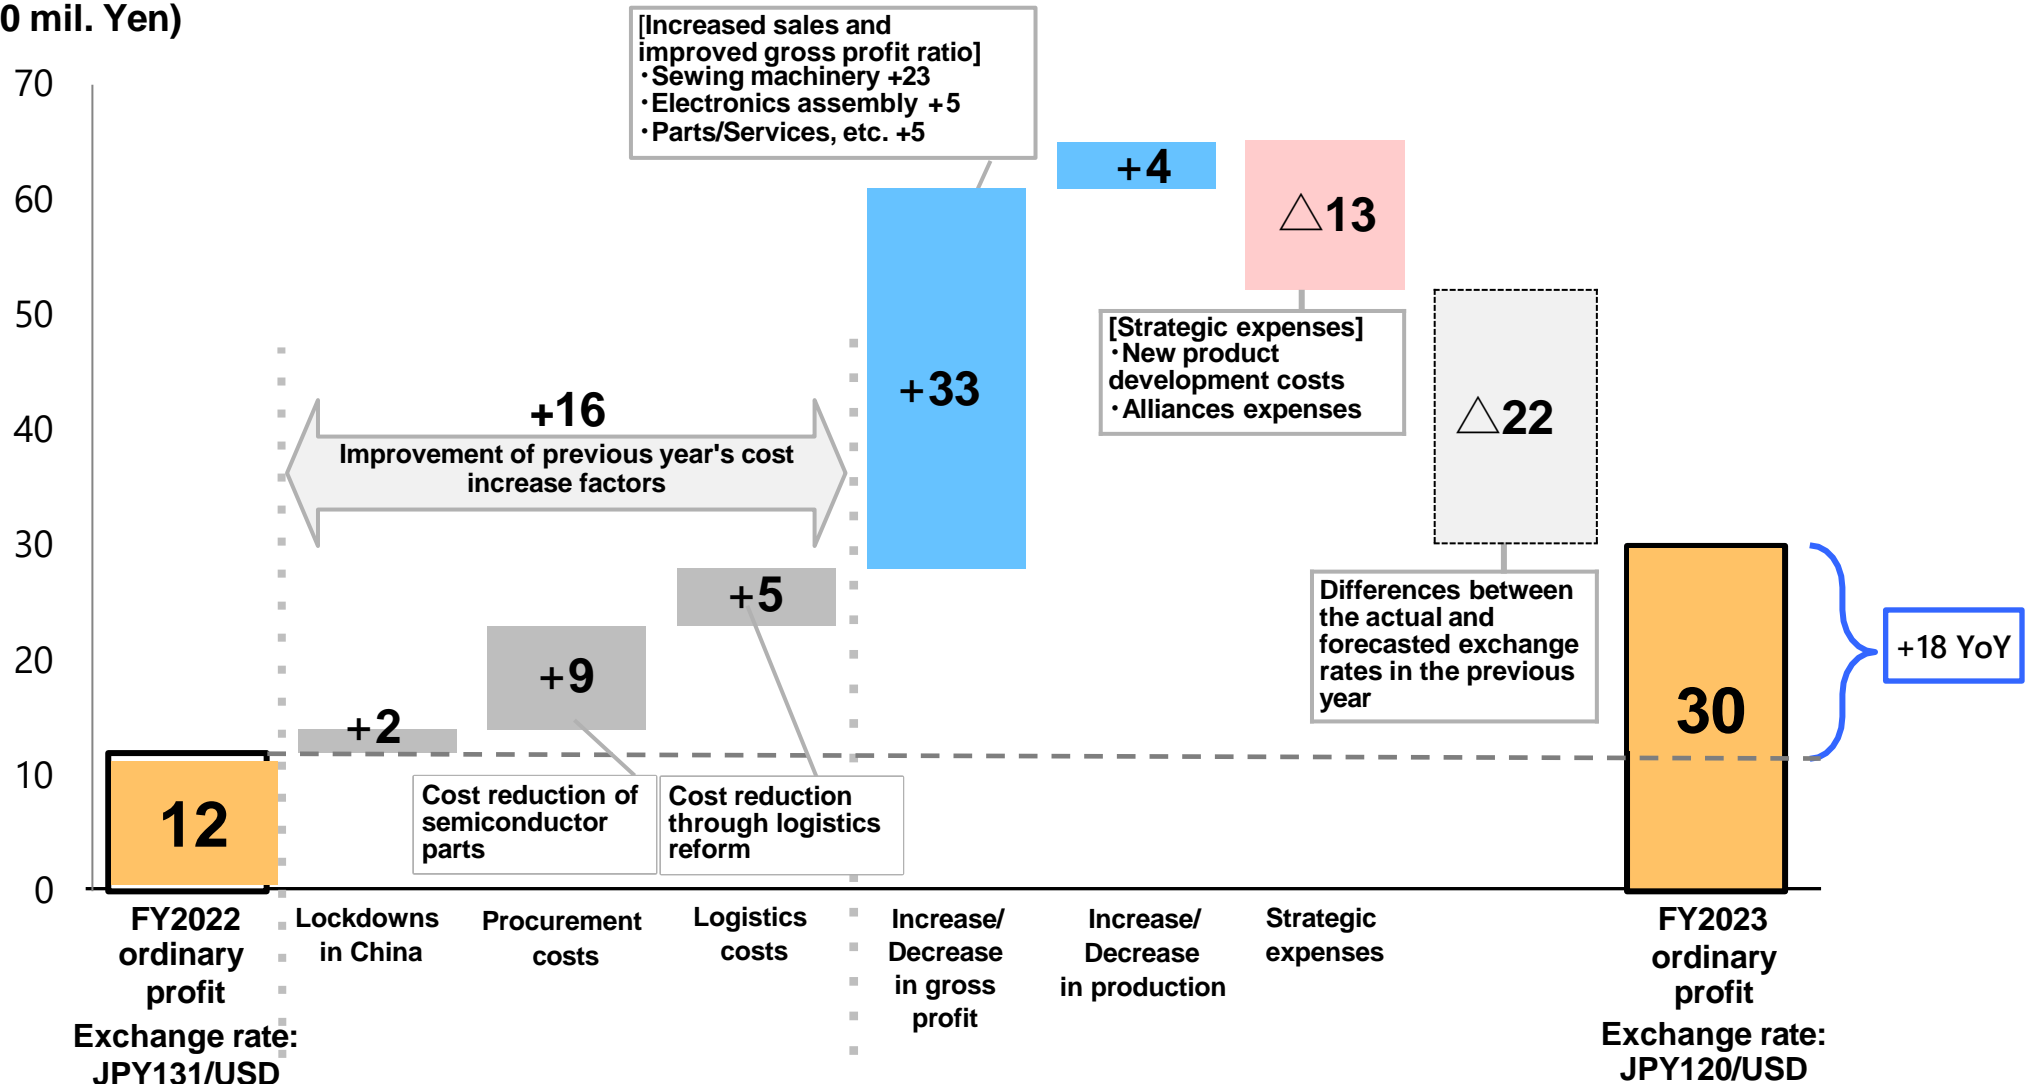 0 mil. Yen)
[Increased sales and
improved gross profit ratio]
・Sewing machinery +23
・Electronics assembly +5
・Parts/Services, etc. +5
70
60
50
40
30
20
10
0
+4
△13
[Strategic expenses]
・New product
development costs
・Alliances expenses
+33
△22
+16
Improvement of previous year's cost
increase factors
+5
+9
+2
12
Cost reduction of
semiconductor
parts
Cost reduction
through logistics
reform
Differences between
the actual and
forecasted exchange
rates in the previous
year
30
+18 YoY
FY2022
ordinary
profit
Exchange rate:
JPY131/USD
Lockdowns
in China
Procurement
costs
Logistics
costs
Increase/
Decrease
in gross
profit
Increase/
Decrease
in production
Strategic
expenses
FY2023
ordinary
profit
Exchange rate:
JPY120/USD